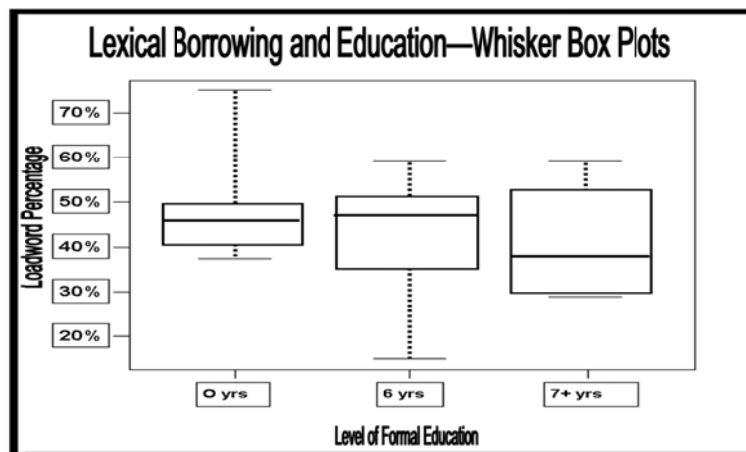 Lexical Borrowing and Education—Whisker Box Plots
Loadword Percentage
70%
60%
50%
40%
30%
20%
O yrs
6 yrs
7+ yrs
Level of Formal Education